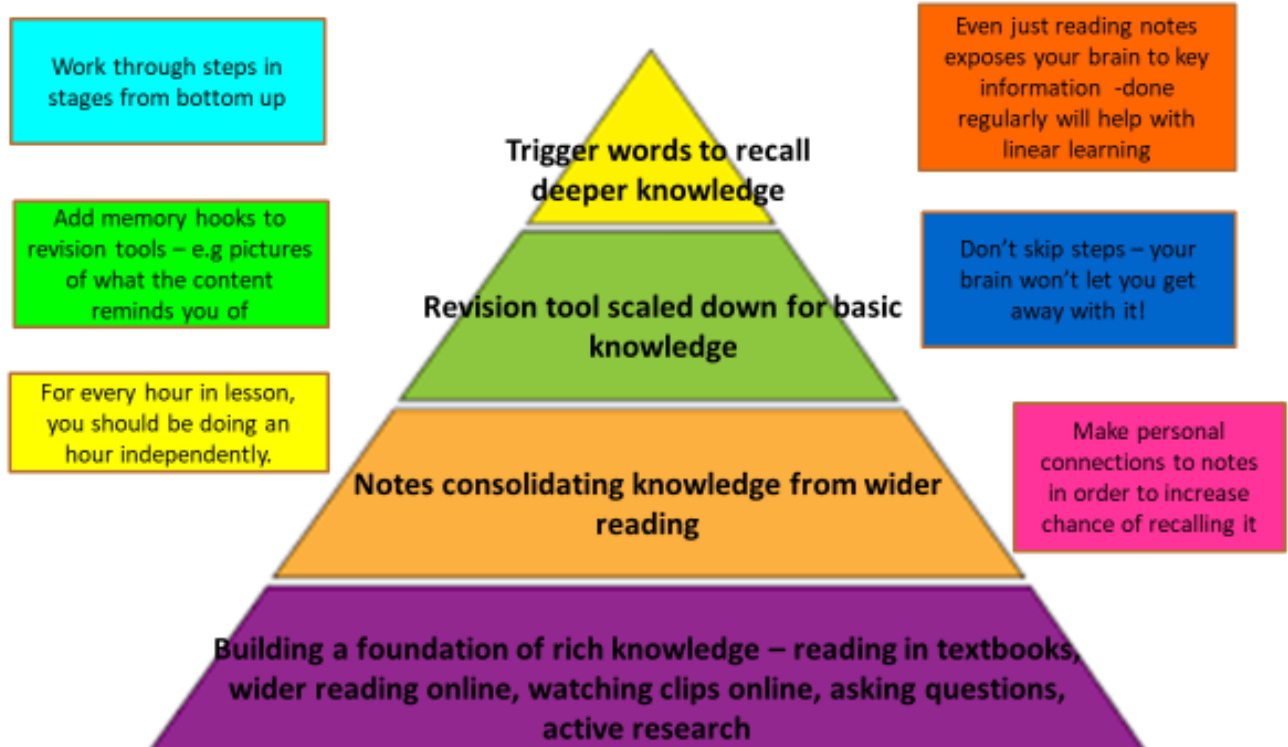 Work through steps in
stages from bottom up
Add memory hooks to
revision tools – e.g pictures
of what the content
reminds you of
For every hour in lesson,
you should be doing an
hour independently.
Trigger words to recall
deeper knowledge
Revision tool scaled down for basic
knowledge
Notes consolidating knowledge from wider
reading
Building a foundation of rich knowledge – reading in textbooks,
wider reading online, watching clips online, asking questions,
active research
Even just reading notes
exposes your brain to key
information -done
regularly will help with
linear learning
Don’t skip steps – your
brain won’t let you get
away with it!
Make personal
connections to notes
in order to increase
chance of recalling it